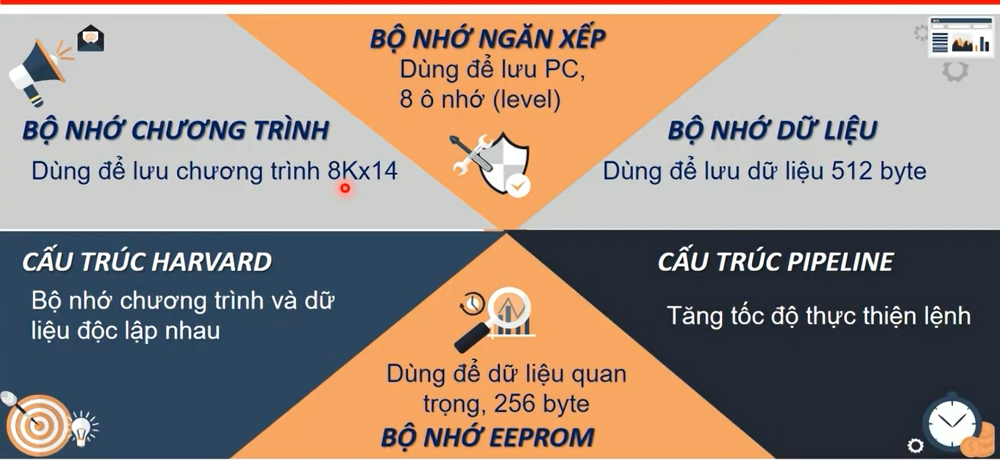 BỘ NHỚ NGĂN XẾP
Dùng để lưu PC,
8 ô nhớ (level)
BỘ NHỚ CHƯƠNG TRÌNH
Dùng để lưu chương trình 8Kx14
BỘ NHỚ DỮ LIỆU
Dùng để lưu dữ liệu 512 byte
CẤU TRÚC HARVARD
Bộ nhớ chương trình và dữ
liệu độc lập nhau
CẤU TRÚC PIPELINE
Tăng tốc độ thực thiện lệnh
Dùng để dữ liệu quan
trọng, 256 byte
BỘ NHỚ EEPROM